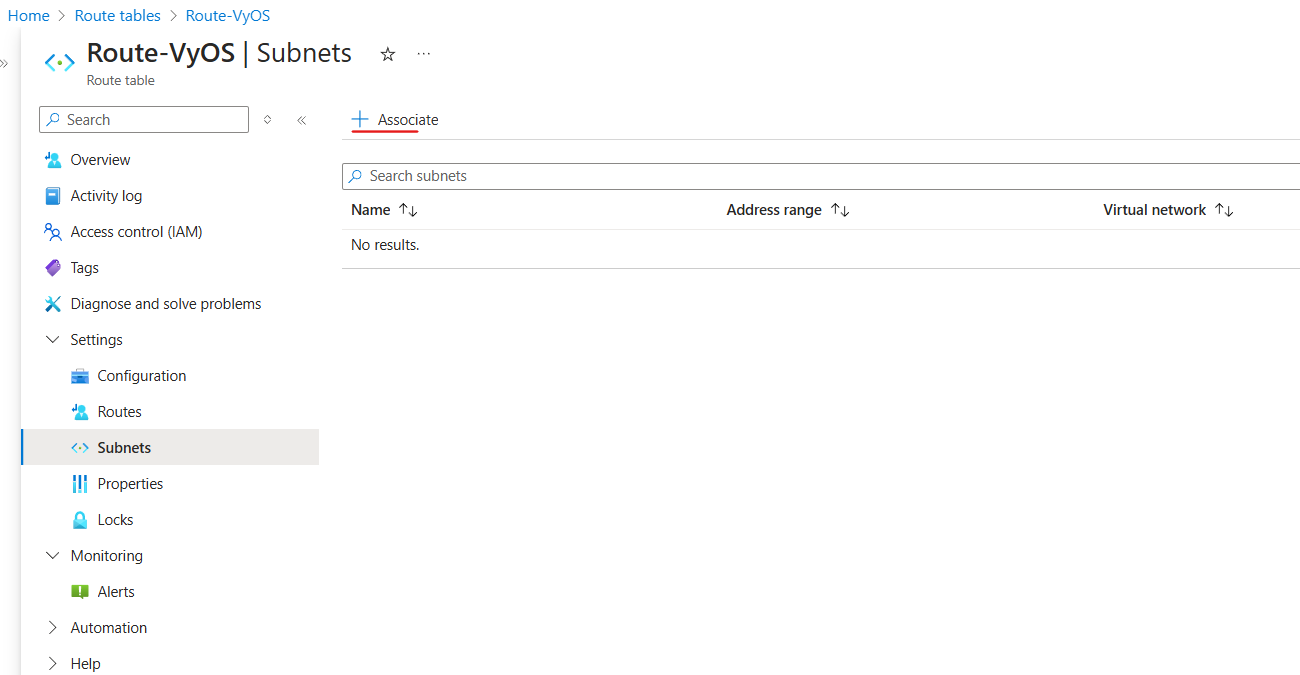 Home > Route tables > Route-VyOS
Route-VyOS | Subnets
Route table
Search
Associate
Overview
Activity log
Access control (IAM)
Tags
Diagnose and solve problems
Settings
Configuration
Routes
Subnets
Properties
Locks
Monitoring
Alerts
Automation
Help
Search subnets
Name Address range Virtual network
No results.